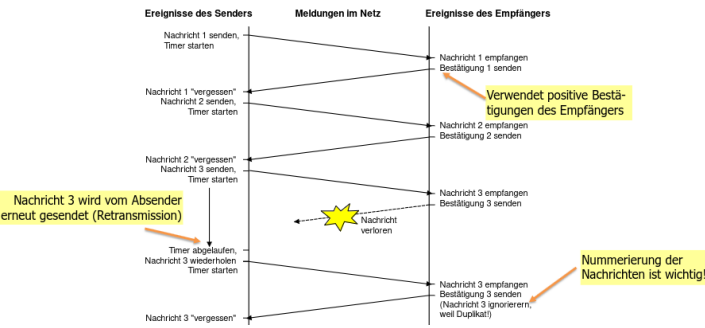 Ereignisse des Senders
Meldungen im Netz
Ereignisse des Empfängers
Nachricht 1 senden,
Timer starten
Nachricht 1 empfangen
Bestätigung 1 senden
Verwendet positive Bestä-
tigungen des Empfängers
Nachricht 1 "vergessen"
Nachricht 2 senden,
Timer starten
Nachricht 2 empfangen
Bestätigung 2 senden
Nachricht 2 "vergessen"
Nachricht 3 senden,
Timer starten
Nachricht 3 wird vom Absender
erneut gesendet (Retransmission)
Nachricht 3 empfangen
Bestätigung 3 senden
Nachricht
verloren
Timer abgelaufen,
Nachricht 3 wiederholen
Timer starten
Nummerierung der
Nachrichten ist wichtig!
Nachricht 3 empfangen
Bestätigung 3 senden
(Nachricht 3 ignorierern,
weil Duplikat!)
Nachricht 3 "vergessen"